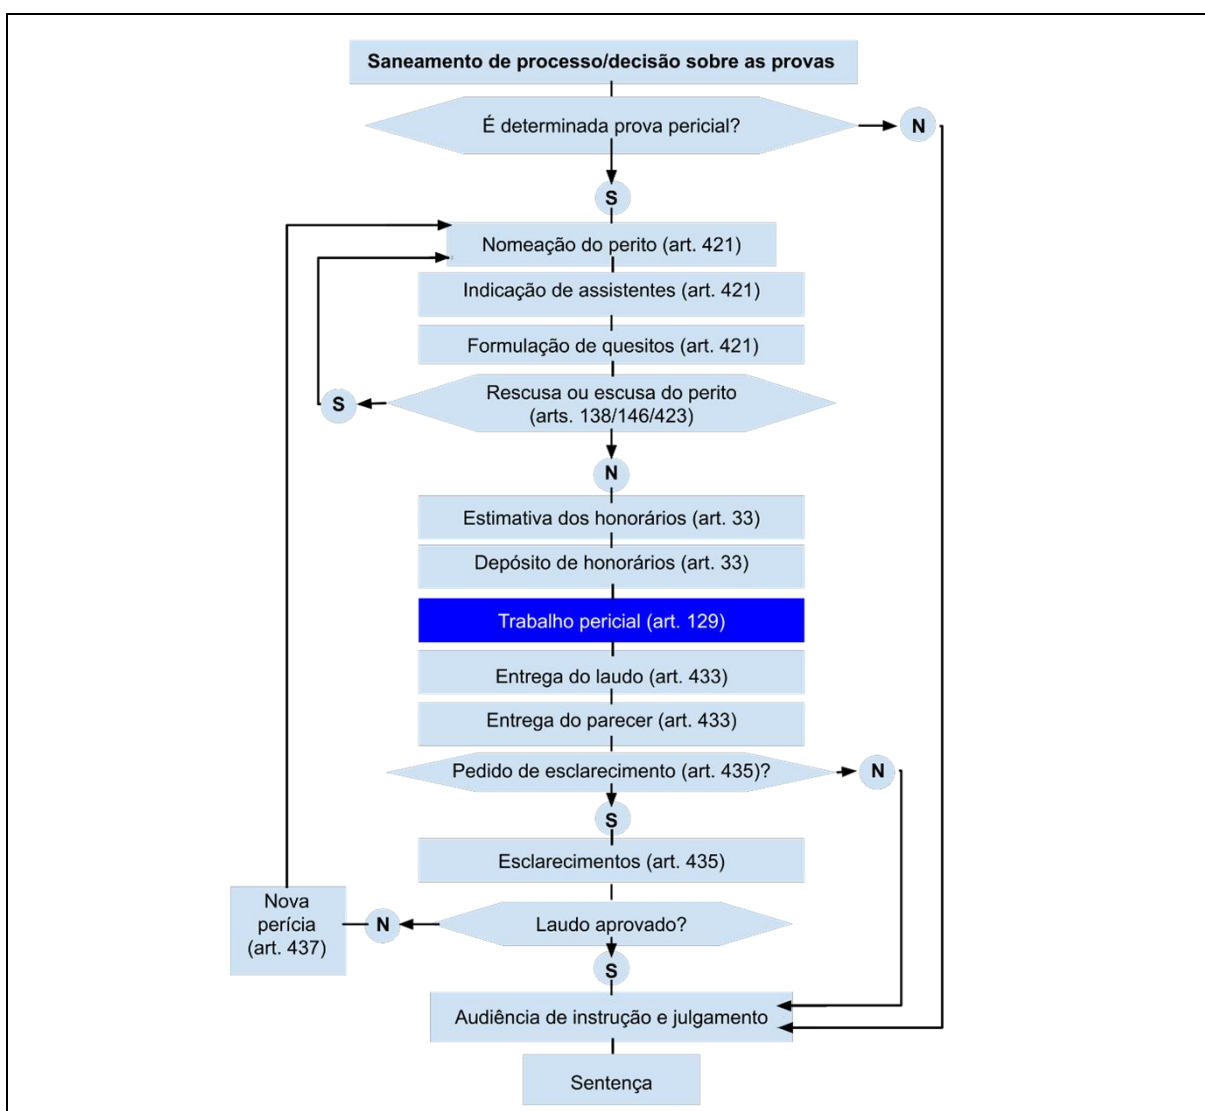 Saneamento de processo/decisão sobre as provas
É determinada prova pericial?
N
S
Nomeação do perito (art. 421)
Indicação de assistentes (art. 421)
Formulação de quesitos (art. 421)
Rescusa ou escusa do perito
(arts. 138/146/423)
S
N
Estimativa dos honorários (art. 33)
Depósito de honorários (art. 33)
Trabalho pericial (art. 129)
Entrega do laudo (art. 433)
Entrega do parecer (art. 433)
Pedido de esclarecimento (art. 435)?
N
S
Esclarecimentos (art. 435)
Laudo aprovado?
N
Nova
perícia
(art. 437)
S
Audiência de instrução e julgamento
Sentença